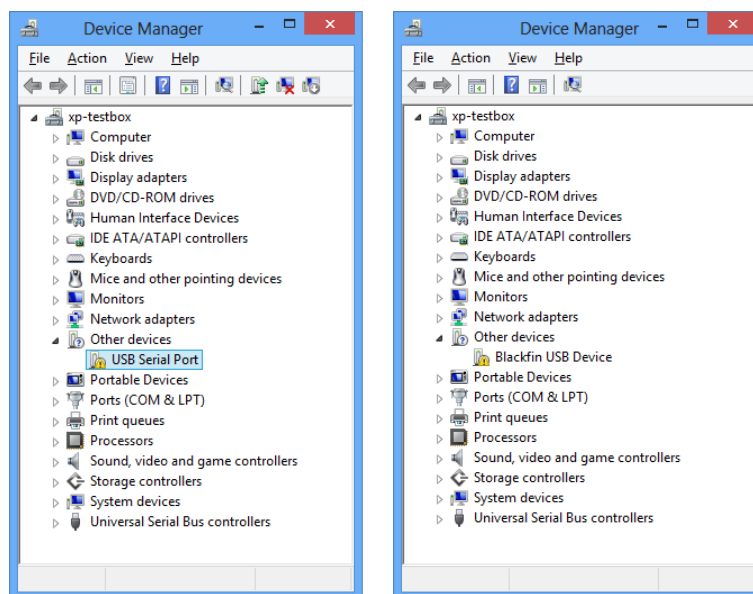 Device Manager
File Action View Help
xp-testbox
Computer
Disk drives
Display adapters
DVD/CD-ROM drives
Human Interface Devices
IDE ATA/ATAPI controllers
Keyboards
Mice and other pointing devices
Monitors
Network adapters
Other devices
USB Serial Port
Portable Devices
Ports (COM & LPT)
Print queues
Processors
Sound, video and game controllers
Storage controllers
System devices
Universal Serial Bus controllers
Device Manager
File Action View Help
xp-testbox
Computer
Disk drives
Display adapters
DVD/CD-ROM drives
Human Interface Devices
IDE ATA/ATAPI controllers
Keyboards
Mice and other pointing devices
Monitors
Network adapters
Other devices
Blackfin USB Device
Portable Devices
Ports (COM & LPT)
Print queues
Processors
Sound, video and game controllers
Storage controllers
System devices
Universal Serial Bus controllers